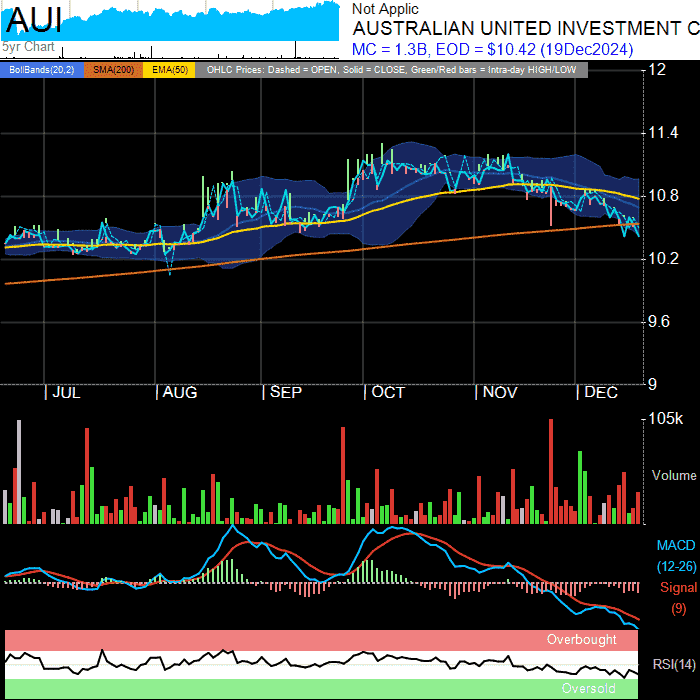 AUI
5yr Chart
Not Applic
AUSTRALIAN UNITED INVESTMENT C
MC = 1.3B, EOD = $10.42 (19Dec2024)
BollBands(20,2) SMA(200) EMA(50) OHLC Prices: Dashed = OPEN, Solid = CLOSE, Green/Red bars = Intra-day HIGH/LOW
12
11.4
10.8
10.2
9.6
9
| JUL | AUG | SEP | OCT | NOV | DEC
105k
Volume
MACD
(12-26)
Signal
(9)
Overbought
RSI(14)
Oversold